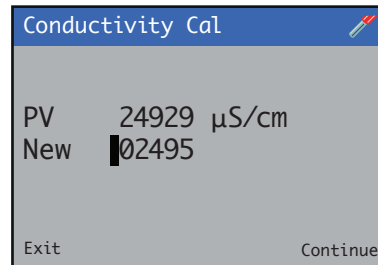 Conductivity Cal
PV 24929 µS/cm
New 02495
Exit Continue